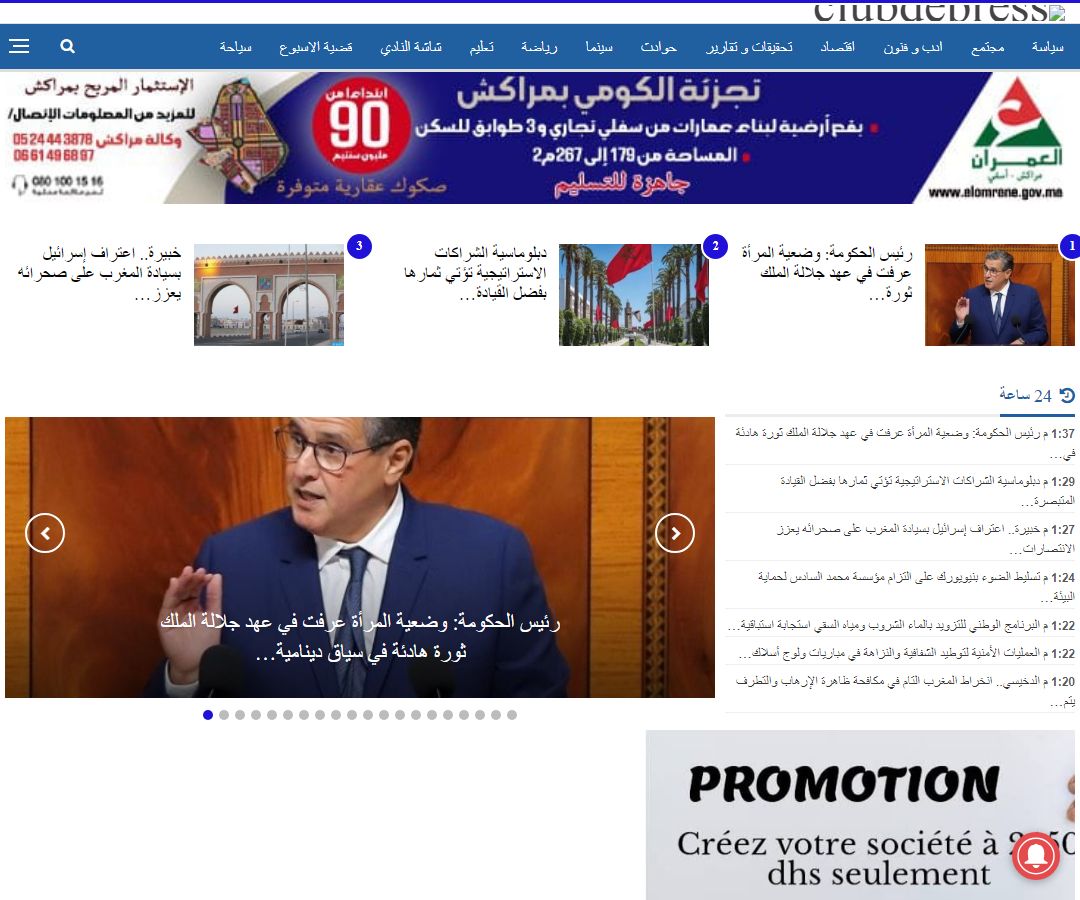 clubdepress
سياسة
مجتمع
ادب و فنون
اقتصاد
تحقيقات و تقارير
حوادث
سينما
رياضة
تعليم
شاشة النادي
قضية الاسبوع
سياحة
العمران
مراكش - آسفي
www.alomrane.gov.ma
تجزئة الكومي بمراكش
بقع أرضية لبناء عمارات من سفلي تجاري و3 طوابق للسكن
المساحة من 179 إلى 267م2
جاهزة للتسليم
ابتداء من
90
مليون سنتيم
صكوك عقارية متوفرة
الإستثمار المربح بمراكش
للمزيد من المعلومات الإتصال/
وكالة مراكش 0524443878
0661496897
080 100 15 16
1
رئيس الحكومة: وضعية المرأة
عرفت في عهد جلالة الملك
ثورة…
2
دبلوماسية الشراكات
الاستراتيجية تؤتي ثمارها
بفضل القيادة…
3
خبيرة.. اعتراف إسرائيل
بسيادة المغرب على صحرائه
يعزز…
24 ساعة
1:37 م رئيس الحكومة: وضعية المرأة عرفت في عهد جلالة الملك ثورة هادئة
في…
1:29 م دبلوماسية الشراكات الاستراتيجية تؤتي ثمارها بفضل القيادة
المتبصرة…
1:27 م خبيرة.. اعتراف إسرائيل بسيادة المغرب على صحرائه يعزز
الانتصارات…
1:24 م تسليط الضوء بنيويورك على التزام مؤسسة محمد السادس لحماية
البيئة…
1:22 م البرنامج الوطني للتزويد بالماء الشروب ومياه السقي استجابة استباقية…
1:22 م العمليات الأمنية لتوطيد الشفافية والنزاهة في مباريات ولوج أسلاك…
1:20 م الدخيسي.. انخراط المغرب التام في مكافحة ظاهرة الإرهاب والتطرف
يتم…
رئيس الحكومة: وضعية المرأة عرفت في عهد جلالة الملك
ثورة هادئة في سياق دينامية…
PROMOTION
Créez votre société à
dhs seulement